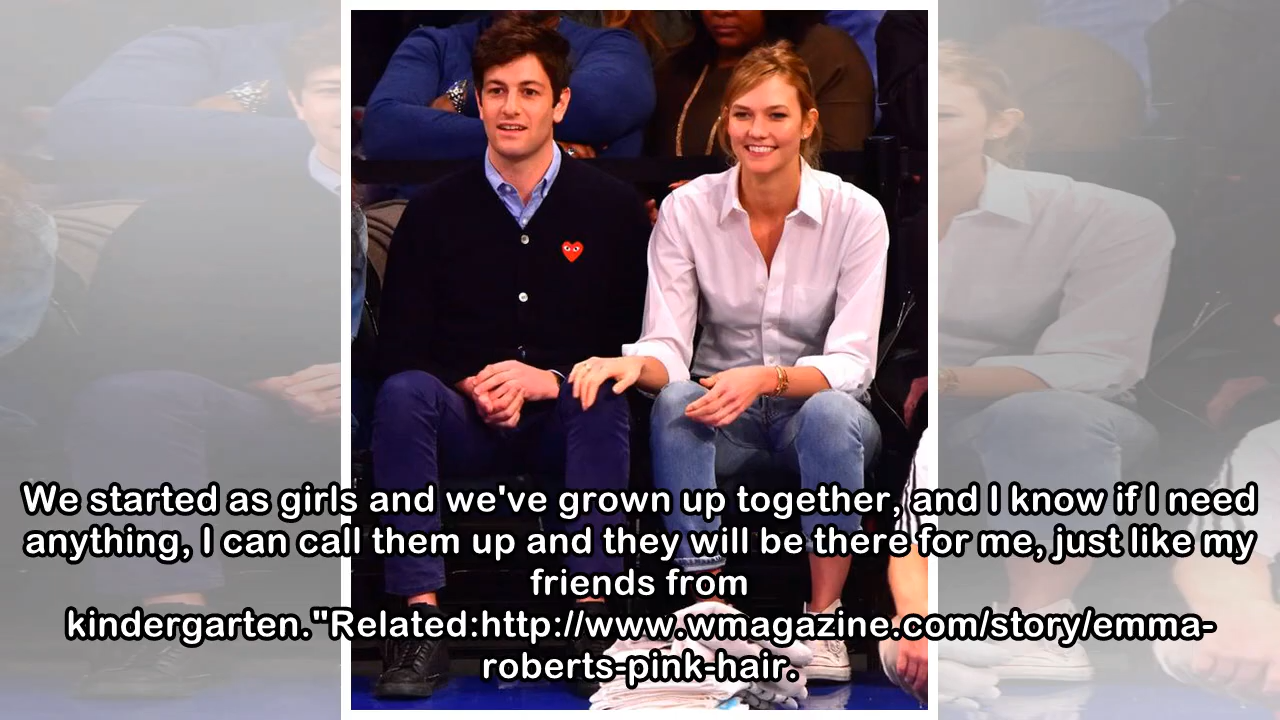 We started as girls and we've grown up together, and I know if I need
anything, I can call them up and they will be there for me, just like my
friends from
kindergarten."Related:http://www.wmagazine.com/story/emma-
roberts-pink-hair.